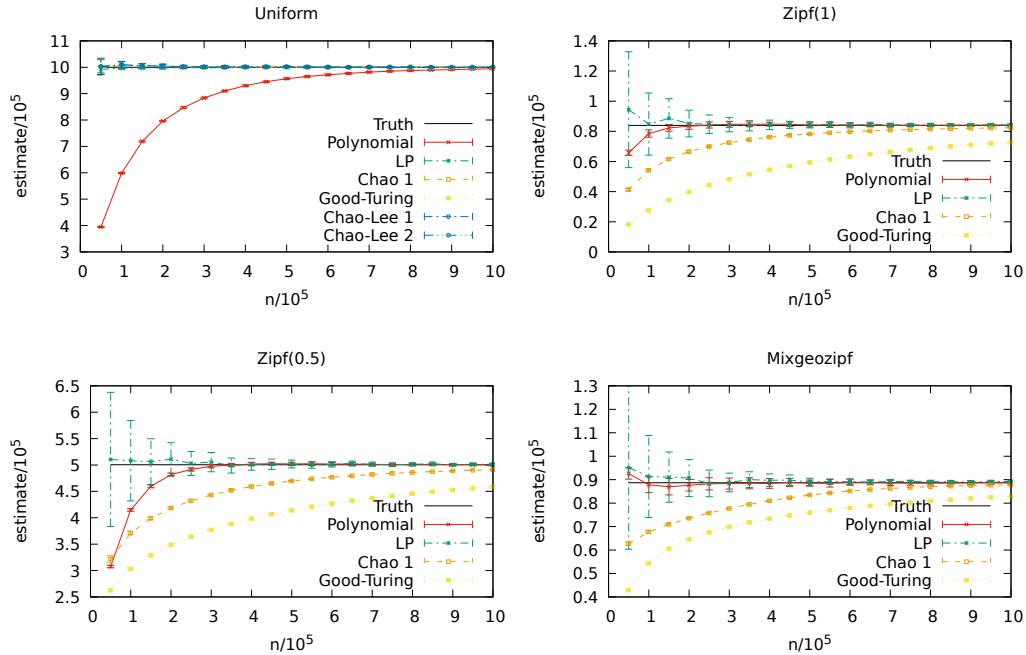 Uniform
11
10
9
8
7
6
5
4
3
0 1 2 3 4 5 6 7 8 9 10
estimate/10^5
n/10^5
Truth
Polynomial
LP
Chao 1
Good-Turing
Chao-Lee 1
Chao-Lee 2
Zipf(1)
1.4
1.2
1
0.8
0.6
0.4
0.2
0
0 1 2 3 4 5 6 7 8 9 10
estimate/10^5
n/10^5
Truth
Polynomial
LP
Chao 1
Good-Turing
Zipf(0.5)
6.5
6
5.5
5
4.5
4
3.5
3
2.5
0 1 2 3 4 5 6 7 8 9 10
estimate/10^5
n/10^5
Truth
Polynomial
LP
Chao 1
Good-Turing
Mixgeozipf
1.3
1.2
1.1
1
0.9
0.8
0.7
0.6
0.5
0.4
0 1 2 3 4 5 6 7 8 9 10
estimate/10^5
n/10^5
Truth
Polynomial
LP
Chao 1
Good-Turing